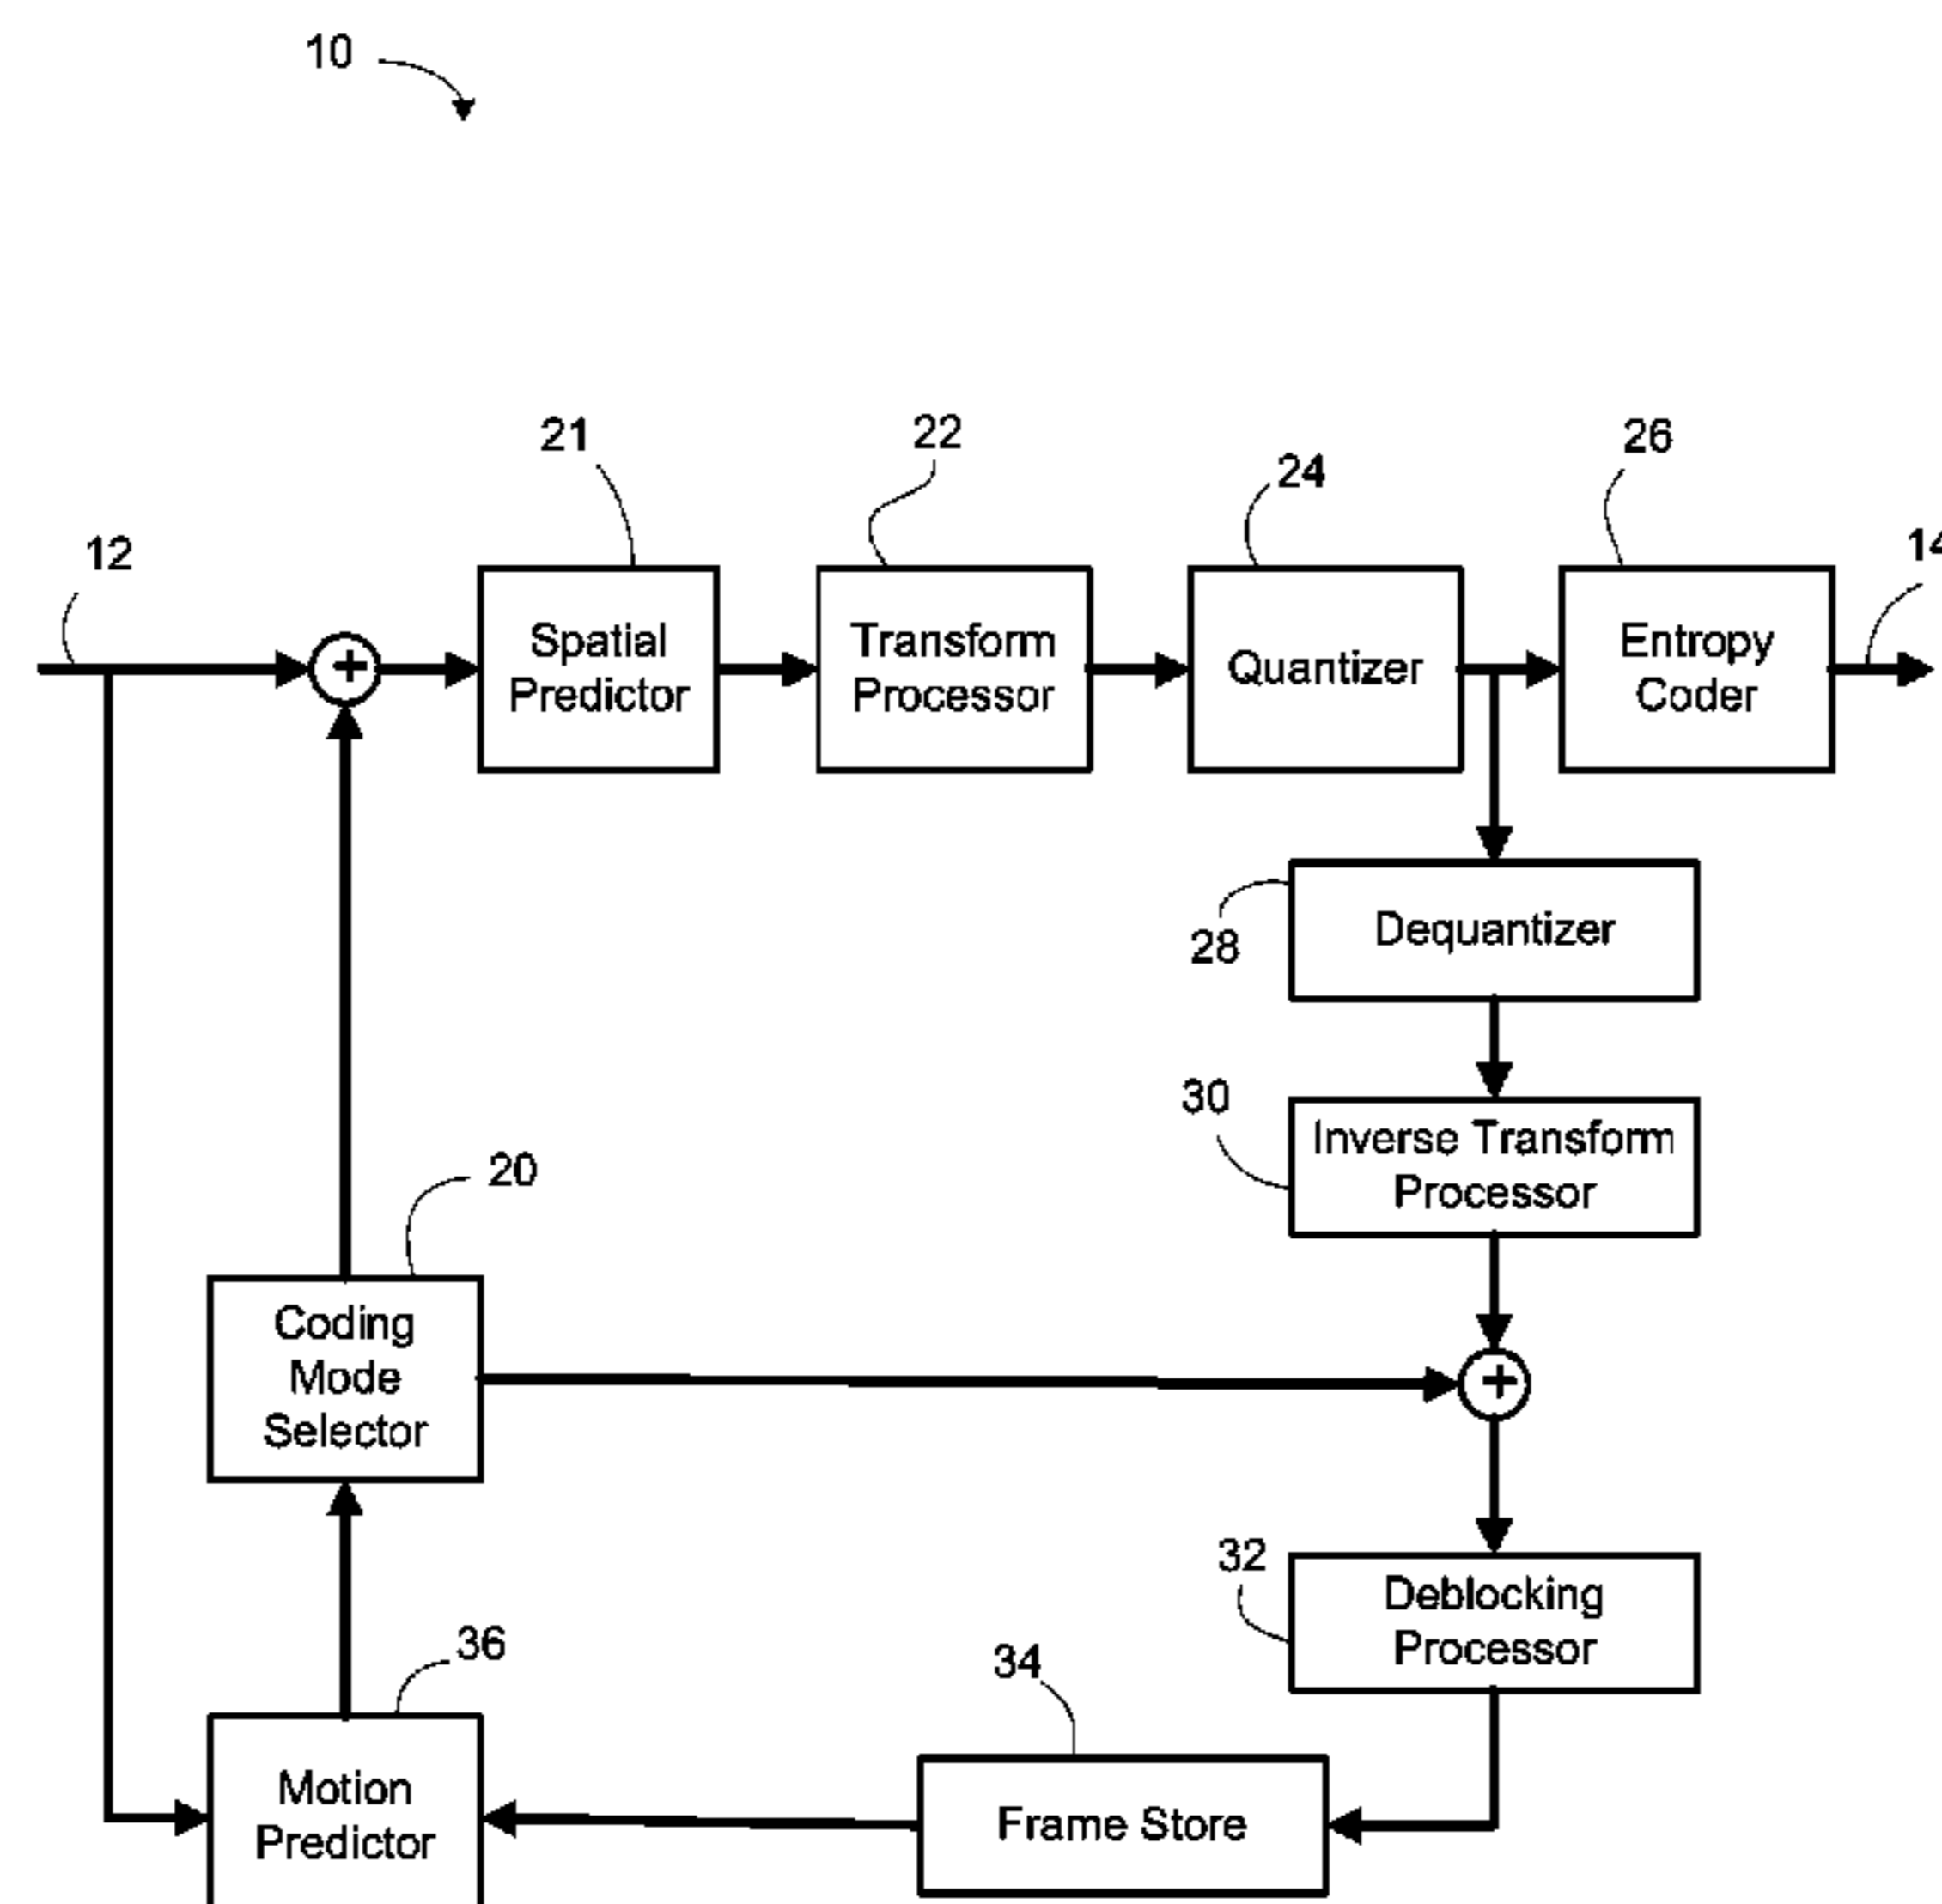 10
21
22
24
26
12
14
Spatial
Predictor
Transform
Processor
Quantizer
Entropy
Coder
+
28
Dequantizer
30
Inverse Transform
Processor
20
Coding
Mode
Selector
+
32
Deblocking
Processor
36
34
Motion
Predictor
Frame Store